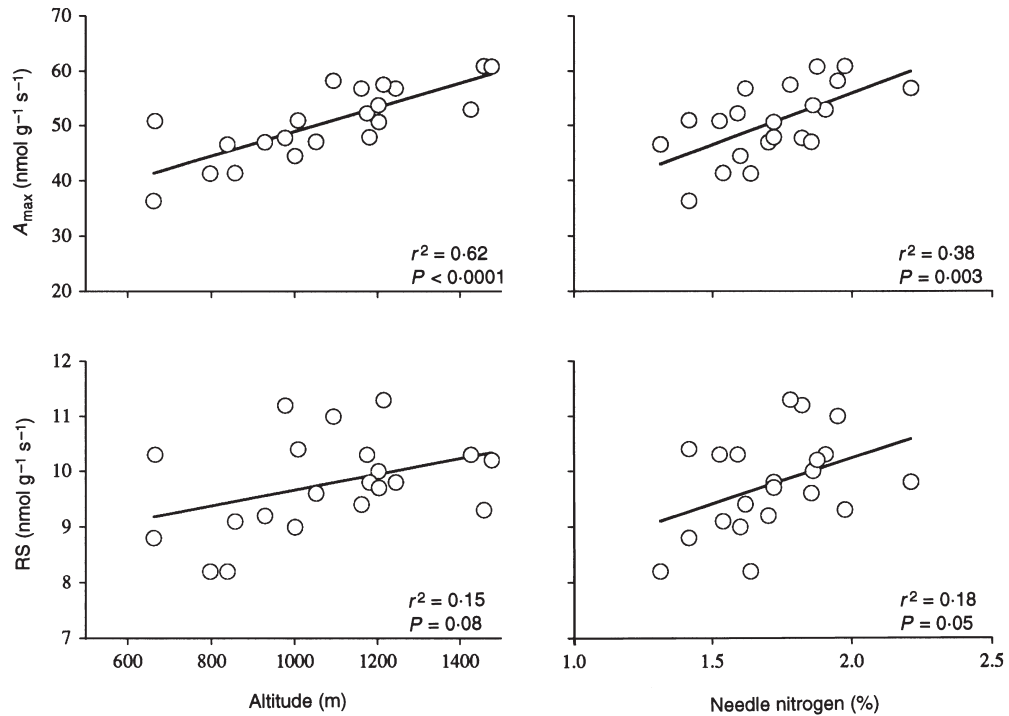 70
60
50
40
30
20
A max (nmol g⁻¹ s⁻¹)
r² = 0·62
P < 0·0001
r² = 0·38
P = 0·003
12
11
10
9
8
7
RS (nmol g⁻¹ s⁻¹)
r² = 0·15
P = 0·08
r² = 0·18
P = 0·05
600 800 1000 1200 1400
1.0 1.5 2.0 2.5
Altitude (m)
Needle nitrogen (%)